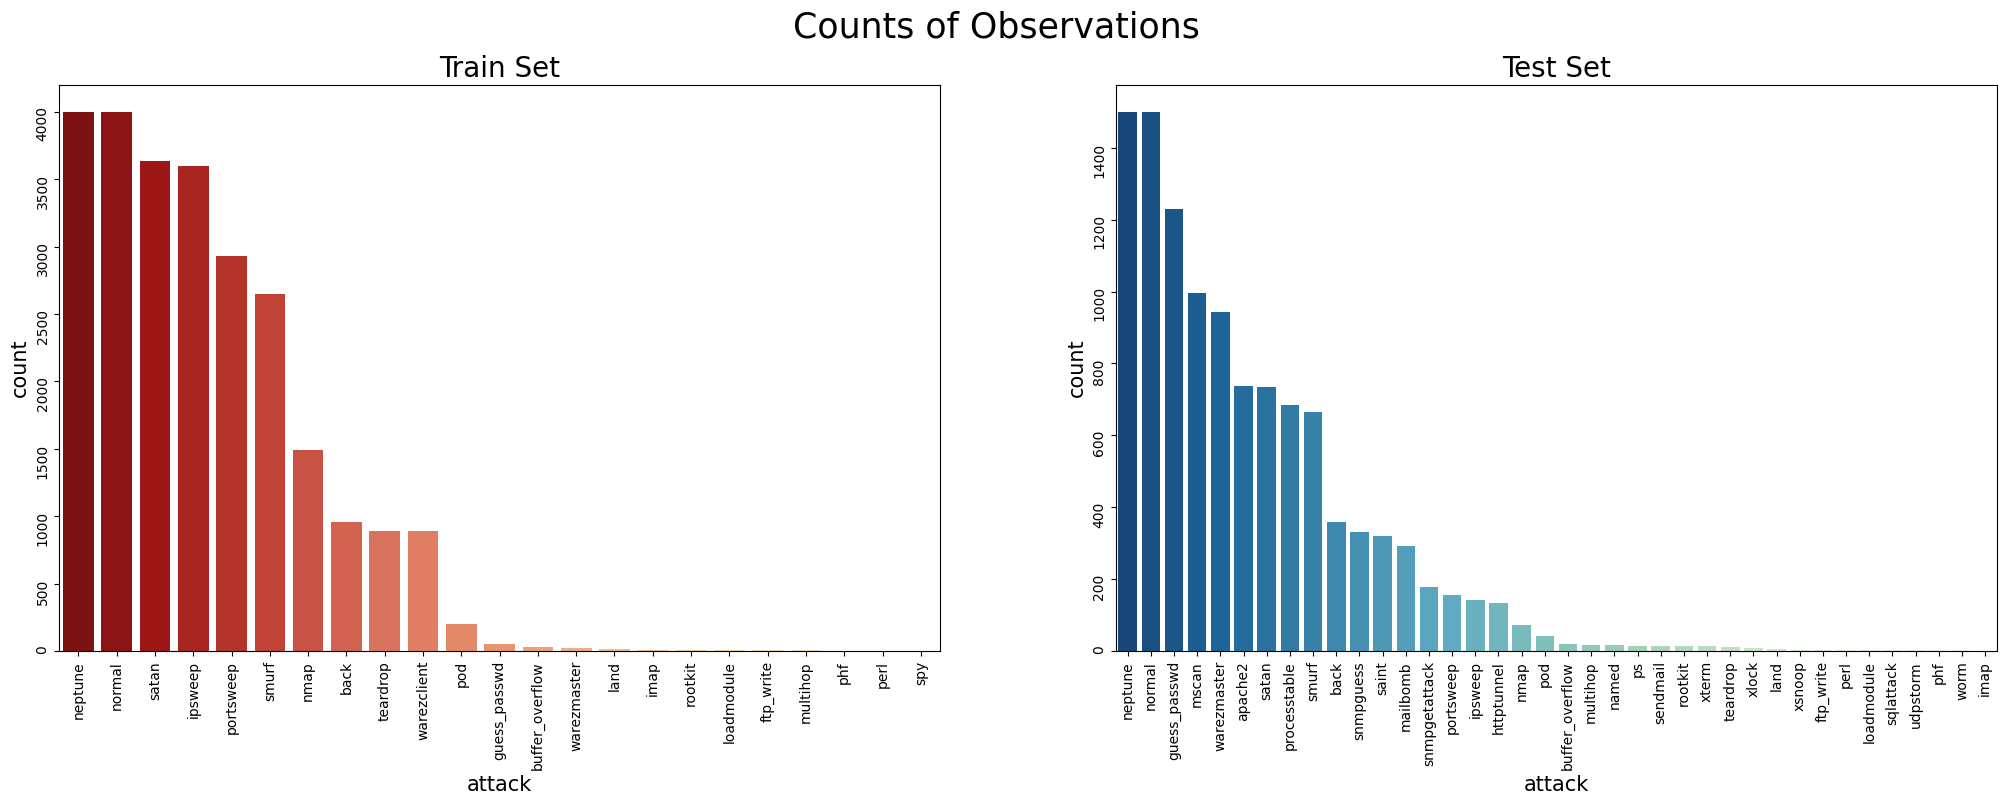 Counts of Observations
Train Set
count
4000
3500
3000
2500
2000
1500
1000
500
0
neptune
normal
satan
ipsweep
portsweep
smurf
nmap
back
teardrop
warezclient
pod
guess_passwd
buffer_overflow
warezmaster
land
imap
rootkit
loadmodule
ftp_write
multihop
phf
perl
spy
attack
Test Set
count
1400
1200
1000
800
600
400
200
0
neptune
normal
guess_passwd
mscan
warezmaster
apache2
satan
processtable
smurf
back
snmpguess
saint
mailbomb
snmpgetattack
portsweep
ipsweep
httptunnel
nmap
pod
buffer_overflow
multihop
named
ps
sendmail
rootkit
xterm
teardrop
xlock
land
xsnoop
ftp_write
perl
loadmodule
sqlattack
udpstorm
phf
worm
imap
attack